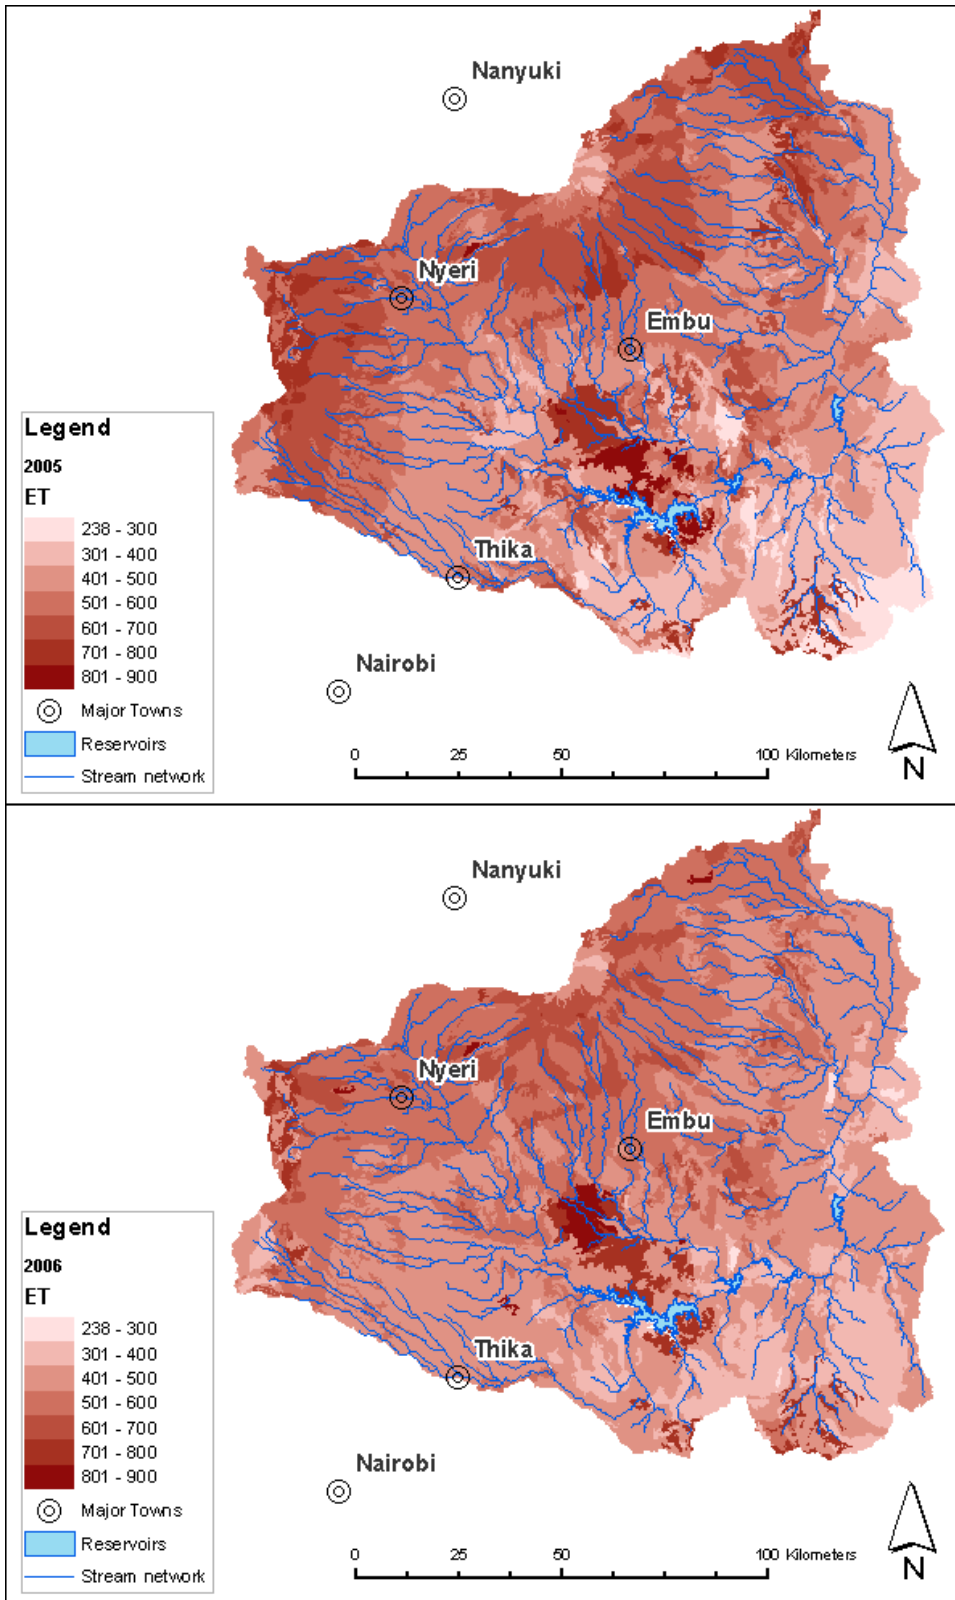 Nanyuki
Nyeri
Embu
Legend
2005
ET
238 - 300
301 - 400
401 - 500
501 - 600
601 - 700
701 - 800
801 - 900
Major Towns
Reservoirs
Stream network
Thika
Nairobi
0 25 50 100 Kilometers
N
Nanyuki
Nyeri
Embu
Legend
2006
ET
238 - 300
301 - 400
401 - 500
501 - 600
601 - 700
701 - 800
801 - 900
Major Towns
Reservoirs
Stream network
Thika
Nairobi
0 25 50 100 Kilometers
N